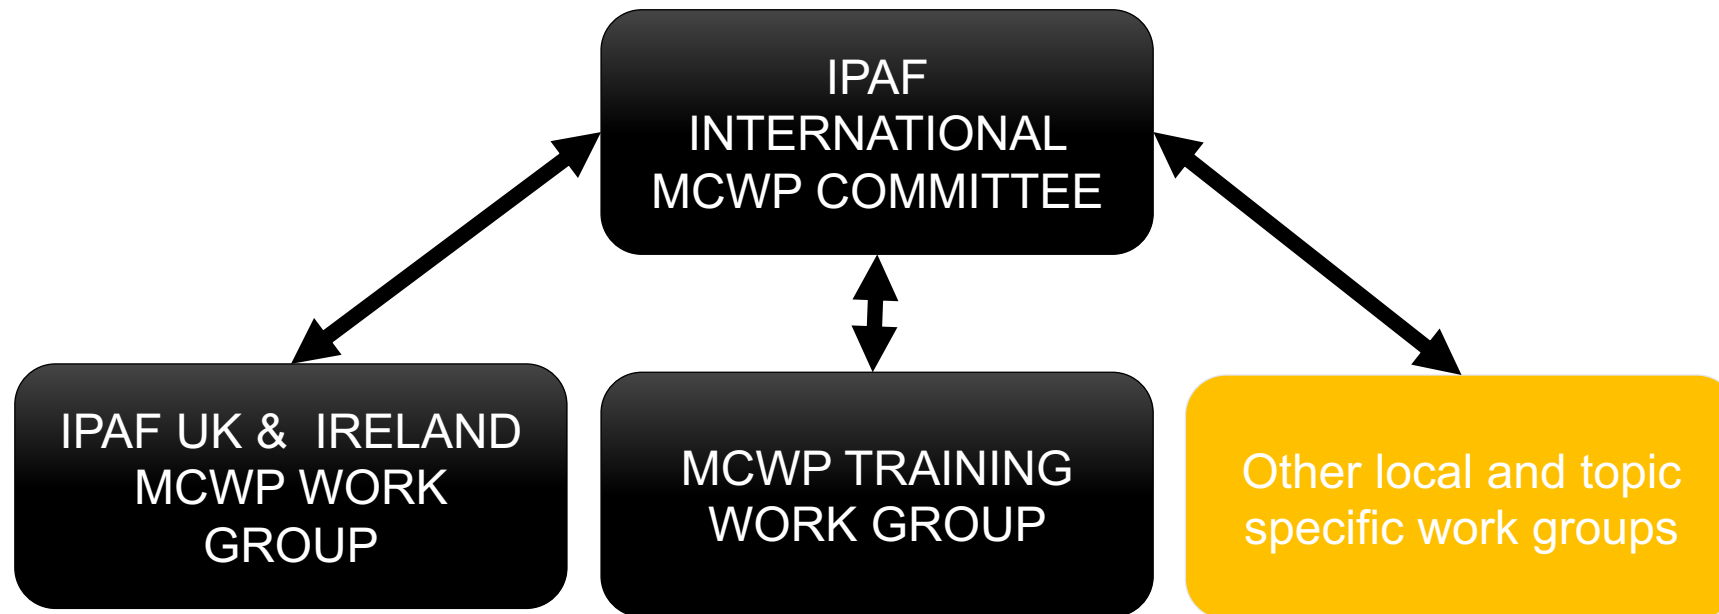 IPAF
INTERNATIONAL
MCWP COMMITTEE
IPAF UK &  IRELAND
MCWP WORK
GROUP
MCWP TRAINING
WORK GROUP
Other local and topic
specific work groups